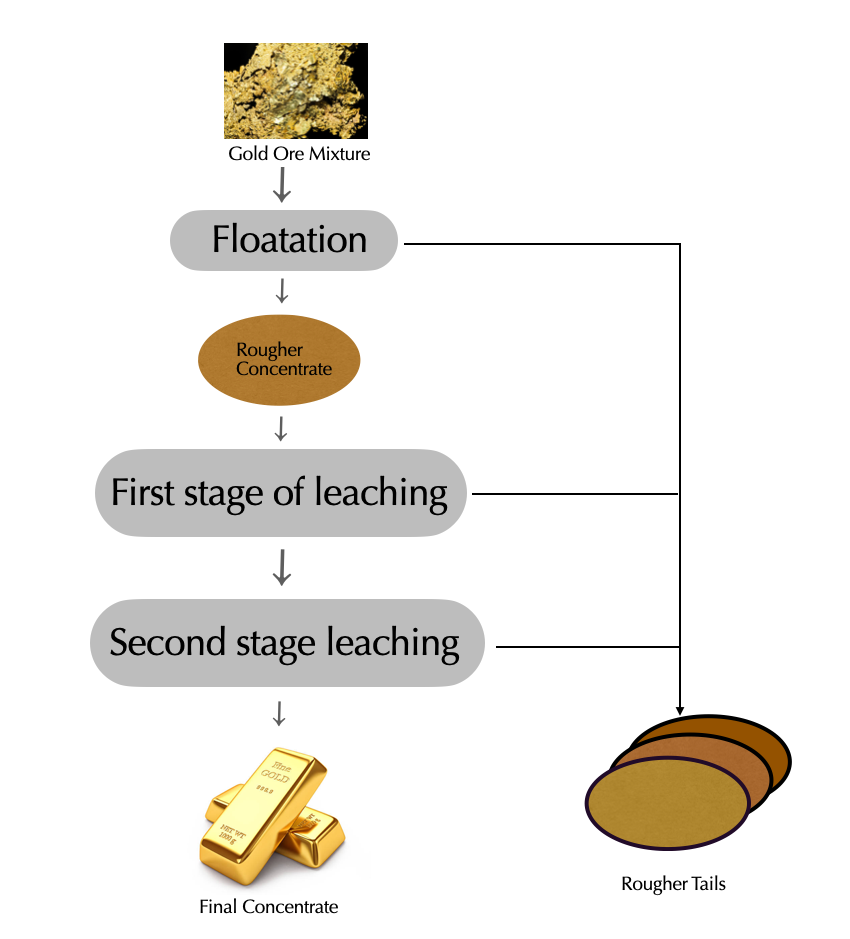 Gold Ore Mixture
Floatation
Rougher
Concentrate
First stage of leaching
Second stage leaching
Fine
GOLD
999.9
NET WT
1000g
Final Concentrate
Rougher Tails